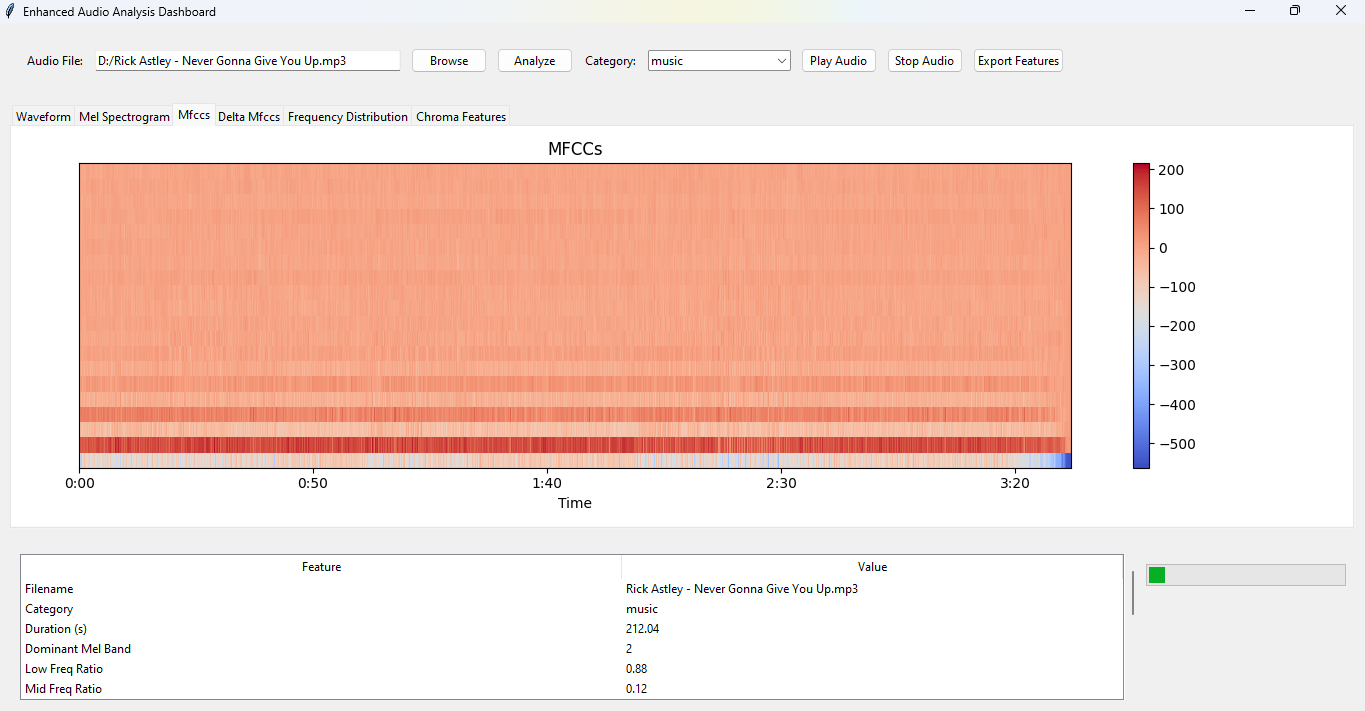 Enhanced Audio Analysis Dashboard
Audio File: D:/Rick Astley - Never Gonna Give You Up.mp3 Browse Analyze Category: music Play Audio Stop Audio Export Features
Waveform Mel Spectrogram Mfccs Delta Mfccs Frequency Distribution Chroma Features
MFCCs
200
100
0
−100
−200
−300
−400
−500
0:00 0:50 1:40 2:30 3:20
Time
Feature Value
Filename Rick Astley - Never Gonna Give You Up.mp3
Category music
Duration (s) 212.04
Dominant Mel Band 2
Low Freq Ratio 0.88
Mid Freq Ratio 0.12